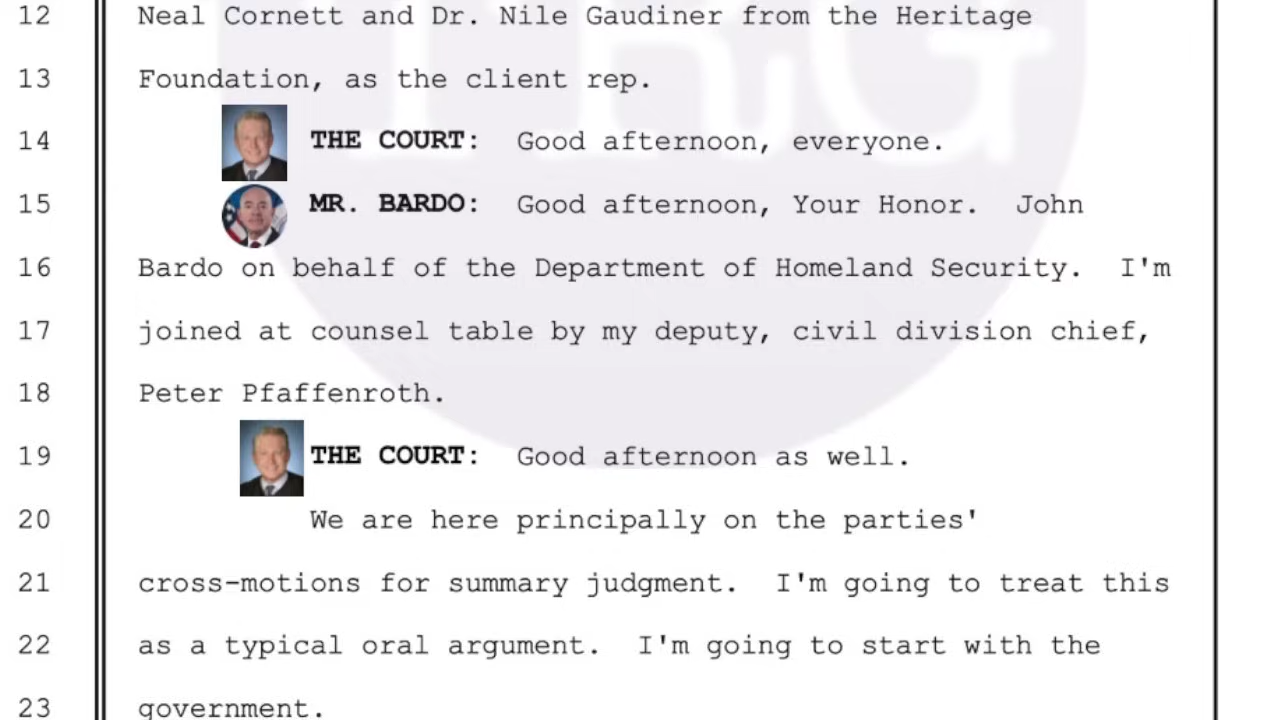 12 Neal Cornett and Dr. Nile Gaudiner from the Heritage
13 Foundation, as the client rep.
14 THE COURT: Good afternoon, everyone.
15 MR. BARDO: Good afternoon, Your Honor. John
16 Bardo on behalf of the Department of Homeland Security. I'm
17 joined at counsel table by my deputy, civil division chief,
18 Peter Pfaffenroth.
19 THE COURT: Good afternoon as well.
20 We are here principally on the parties'
21 cross-motions for summary judgment. I'm going to treat this
22 as a typical oral argument. I'm going to start with the
23 government.
TRG